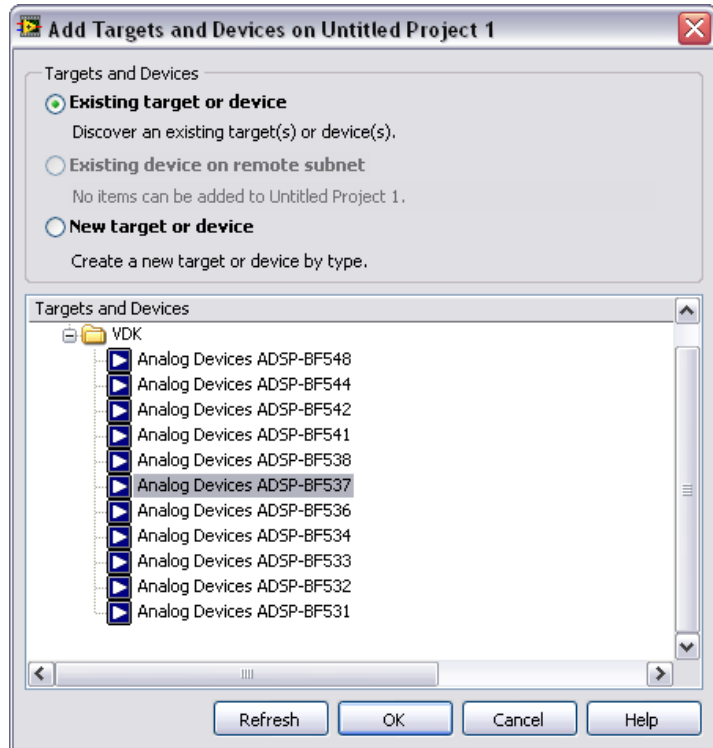 Add Targets and Devices on Untitled Project 1
Targets and Devices
Existing target or device
Discover an existing target(s) or device(s).
Existing device on remote subnet
No items can be added to Untitled Project 1.
New target or device
Create a new target or device by type.
Targets and Devices
VDK
Analog Devices ADSP-BF548
Analog Devices ADSP-BF544
Analog Devices ADSP-BF542
Analog Devices ADSP-BF541
Analog Devices ADSP-BF538
Analog Devices ADSP-BF537
Analog Devices ADSP-BF536
Analog Devices ADSP-BF534
Analog Devices ADSP-BF533
Analog Devices ADSP-BF532
Analog Devices ADSP-BF531
Refresh OK Cancel Help